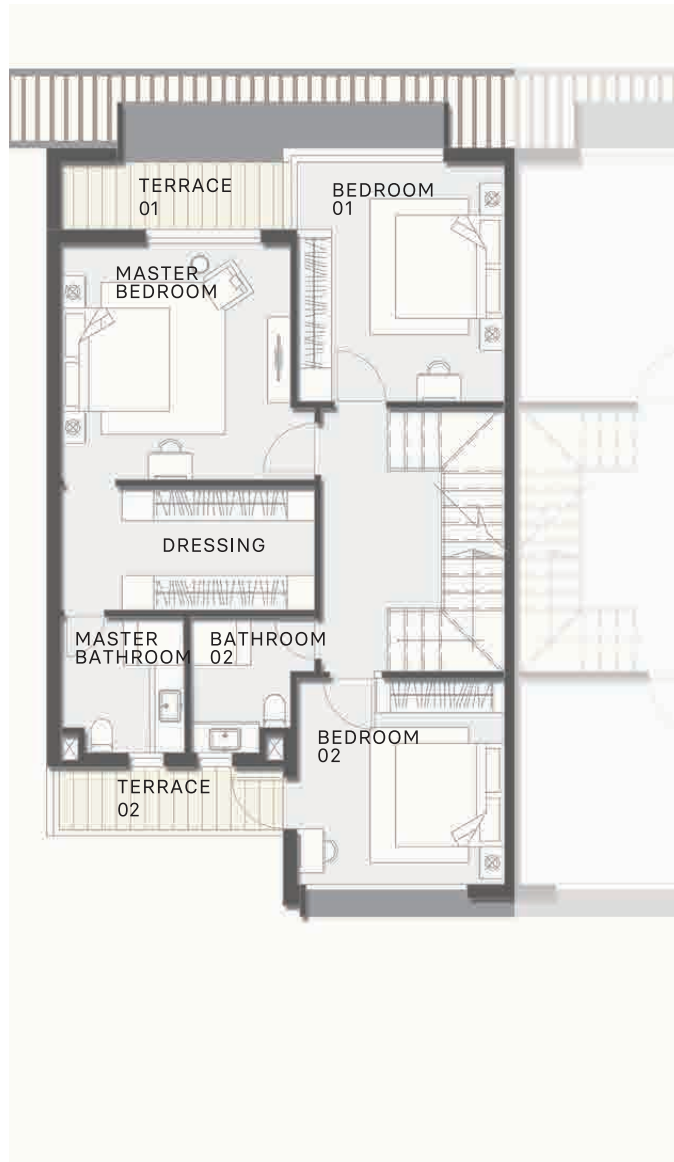 TERRACE
01
BEDROOM
01
MASTER
BEDROOM
DRESSING
MASTER
BATHROOM
BATHROOM
02
BEDROOM
02
TERRACE
02